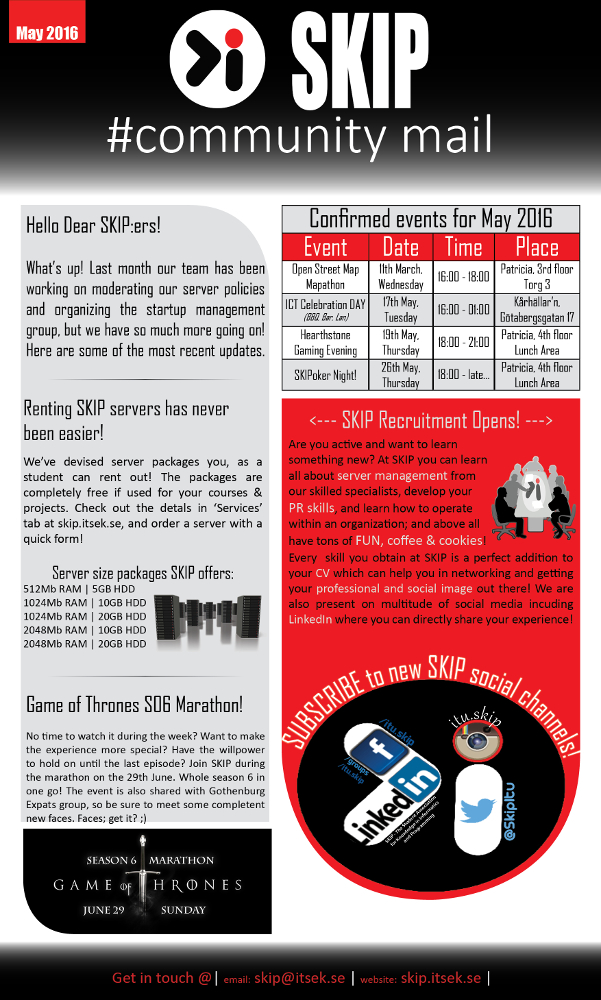 May 2016
SKIP
#community mail
Hello Dear SKIP:ers!
What's up! Last month our team has been
working on moderating our server policies
and organizing the startup management
group, but we have so much more going on!
Here are some of the most recent updates.
Renting SKIP servers has never
been easier!
We've devised server packages you, as a
student can rent out! The packages are
completely free if used for your courses &
projects. Check out the detals in 'Services'
tab at skip.itsek.se, and order a server with a
quick form!
Server size packages SKIP offers:
512Mb RAM | 5GB HDD
1024Mb RAM | 10GB HDD
1024Mb RAM | 20GB HDD
2048Mb RAM | 10GB HDD
2048Mb RAM | 20GB HDD
Game of Thrones S06 Marathon!
No time to watch it during the week? Want to make
the experience more special? Have the willpower
to hold on until the last episode? Join SKIP during
the marathon on the 29th June. Whole season 6 in
one go! The event is also shared with Gothenburg
Expats group, so be sure to meet some completent
new faces. Faces; get it? ;)
SEASON 6 MARATHON
GAME OF THRONES
JUNE 29 SUNDAY
Confirmed events for May 2016
Event Date Time Place
Open Street Map Mapathon 11th March, Wednesday 16:00 - 18:00 Patricia, 3rd floor Torg 3
ICT Celebration DAY (BBQ, Bar, Lan) 17th May, Tuesday 16:00 - 01:00 Kårhällar'n, Götabergsgatan 17
Hearthstone Gaming Evening 19th May, Thursday 18:00 - 21:00 Patricia, 4th floor Lunch Area
SKIPoker Night! 26th May, Thursday 18:00 - late... Patricia, 4th floor Lunch Area
<--- SKIP Recruitment Opens! --->
Are you active and want to learn
something new? At SKIP you can learn
all about server management from
our skilled specialists, develop your
PR skills, and learn how to operate
within an organization; and above all
have tons of FUN, coffee & cookies!
Every skill you obtain at SKIP is a perfect addition to
your CV which can help you in networking and getting
your professional and social image out there! We are
also present on multitude of social media incuding
LinkedIn where you can directly share your experience!
SUBSCRIBE to new SKIP social channels!
/itu.skip
f
/groups
/itu.skip
itu.skip
Linkedin
SKIP - The Student Association
for Knowledge in Informatics
and Programming
@SkipItu
Get in touch @| email: skip@itsek.se | website: skip.itsek.se |